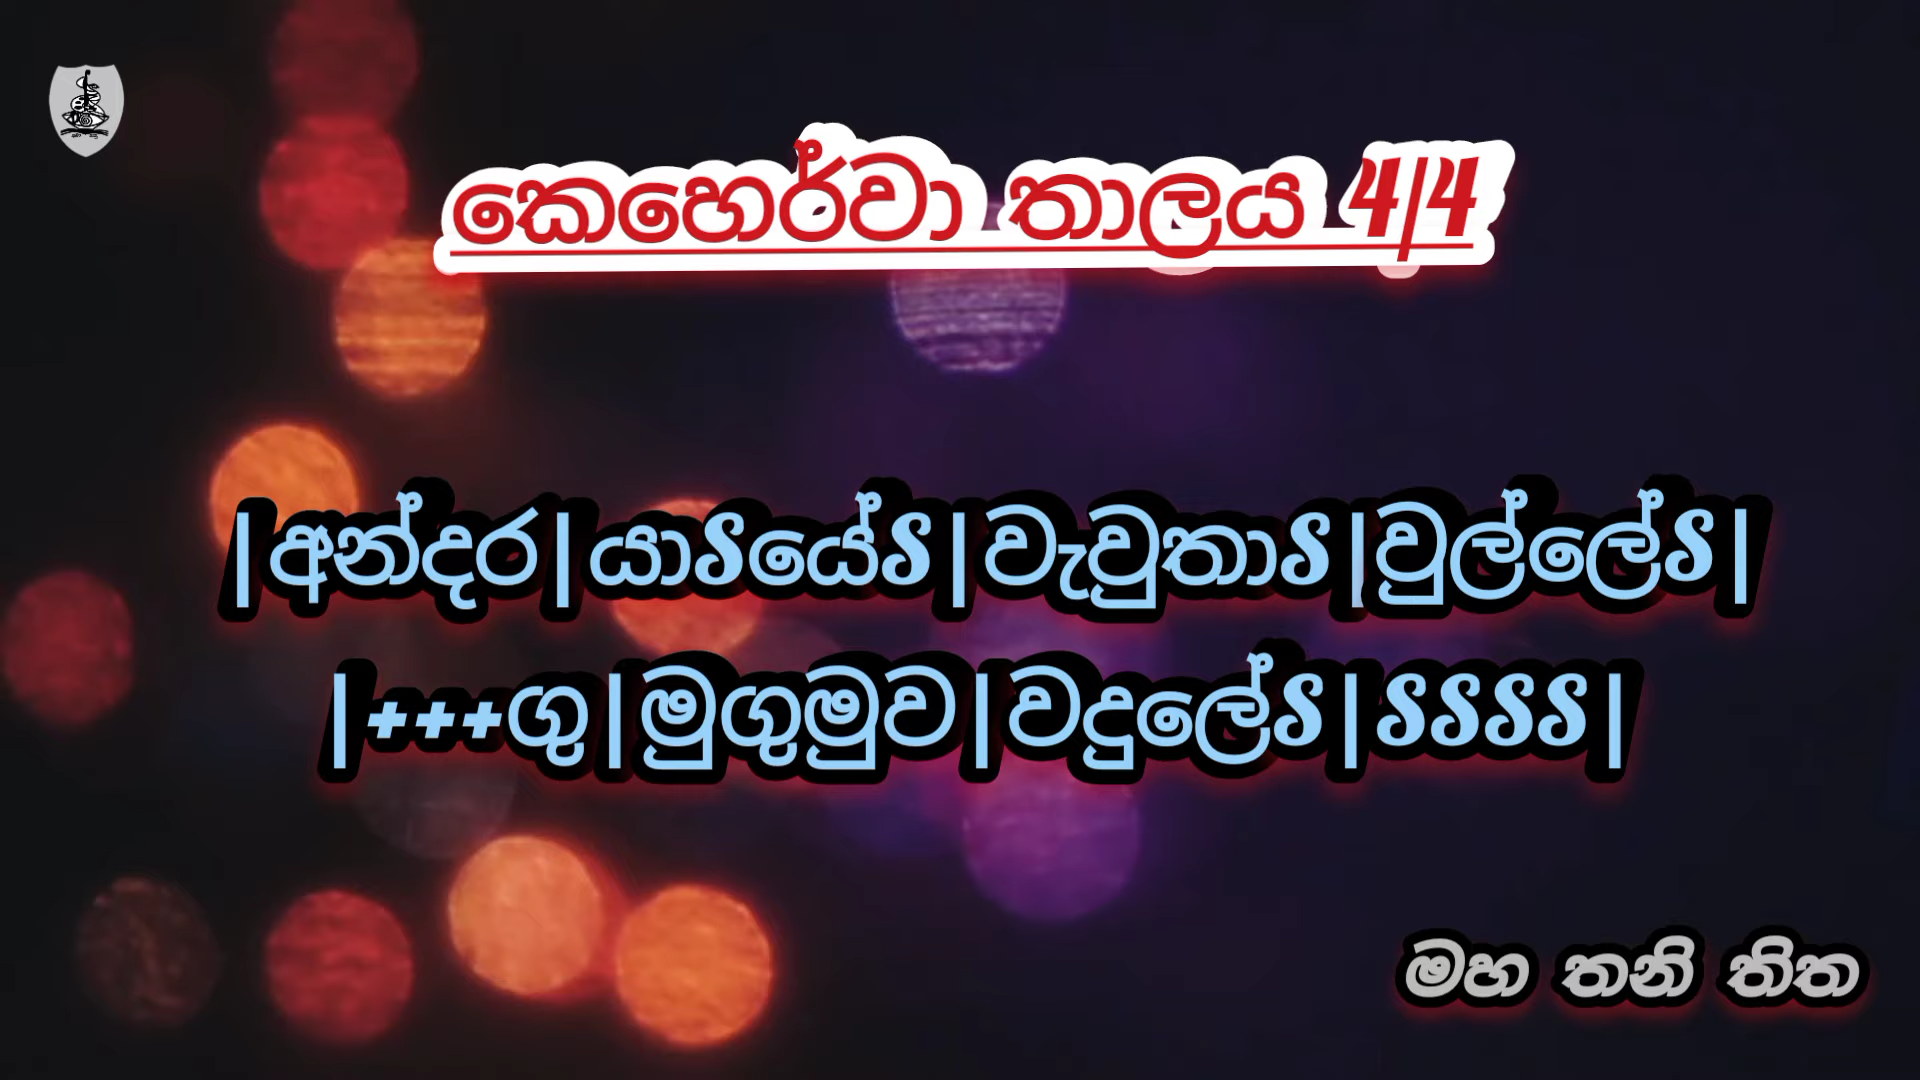 කෙහෙර්වා තාලය 4/4
|අන්දර|යාSයේS|වැවුතාS|වුල්ලේS|
|+++ගු|මුගුමුව|වදුලේS|SSSS|
මහ තනි තිත